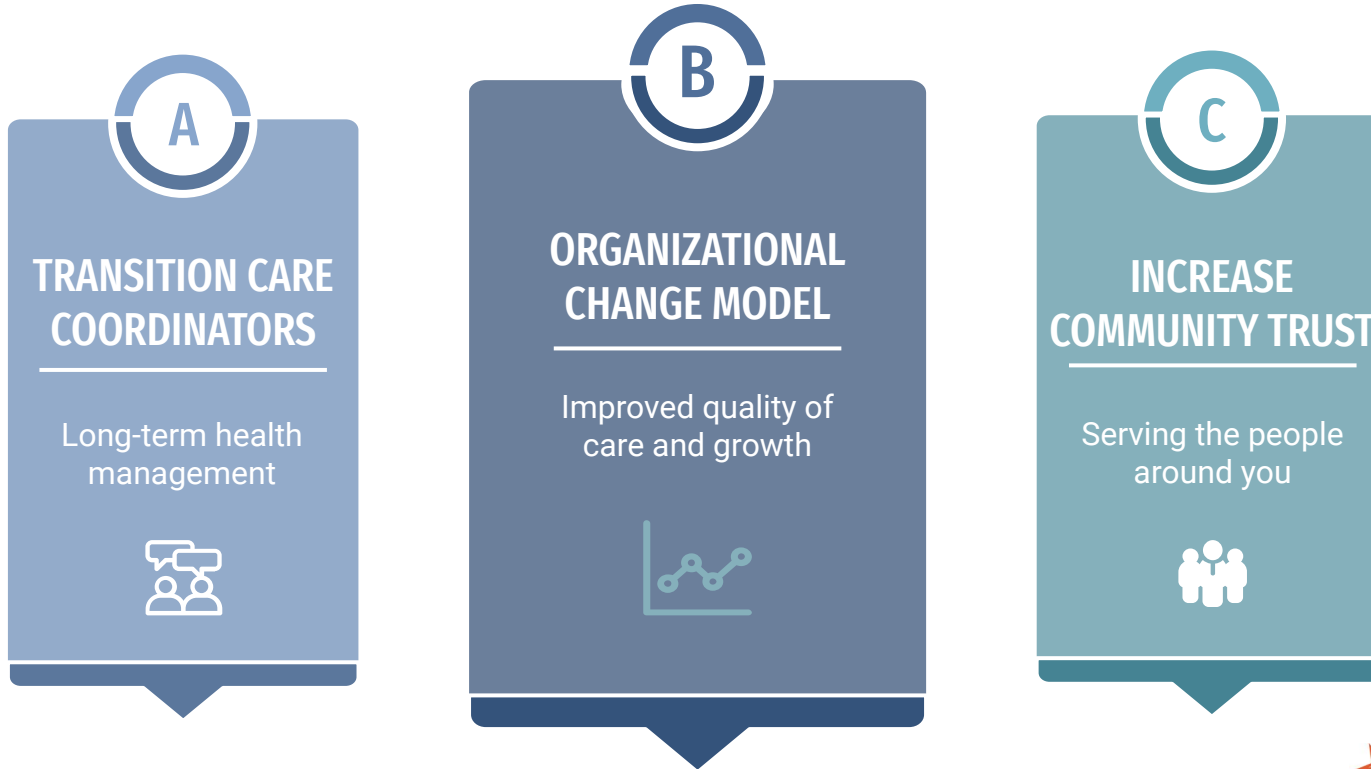 A
TRANSITION CARE
COORDINATORS
Long-term health
management
B
ORGANIZATIONAL
CHANGE MODEL
Improved quality of
care and growth
C
INCREASE
COMMUNITY TRUST
Serving the people
around you